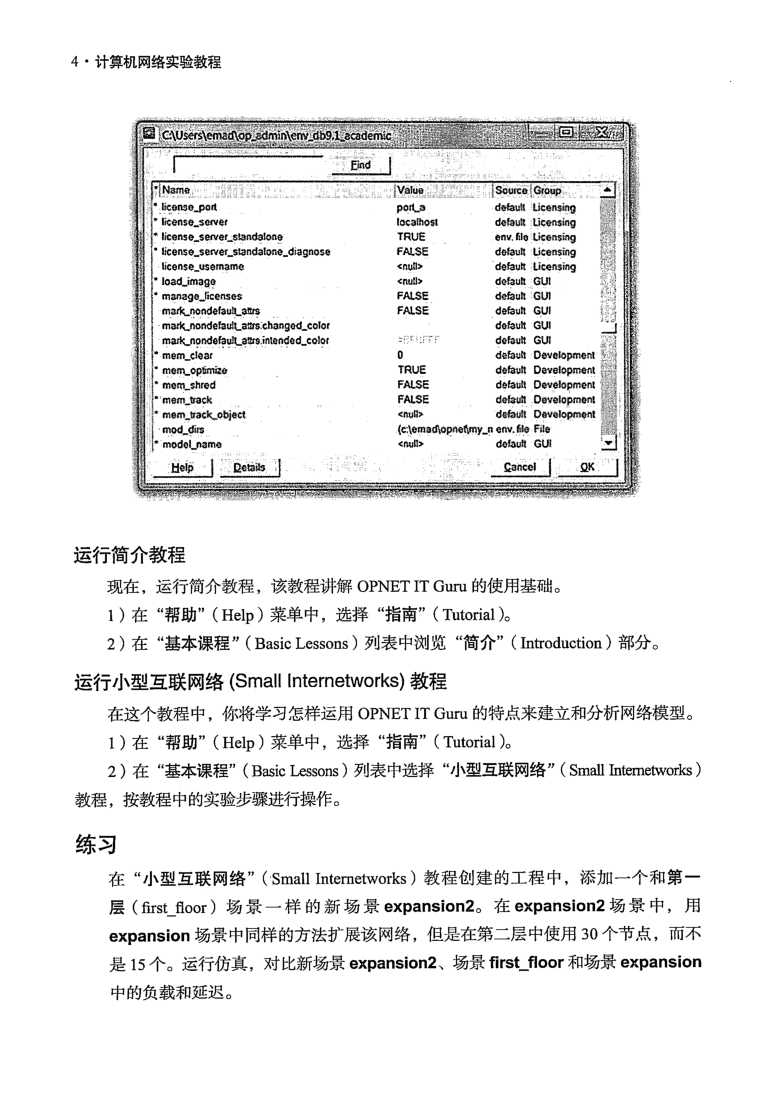 4 · 计算机网络实验教程
C:\Users\emad\op_admin\env_db9.1_academic
Find
* Name Value Source Group
* license_port port_a default Licensing
* license_server localhost default Licensing
* license_server_standalone TRUE env. file Licensing
* license_server_standalone_diagnose FALSE default Licensing
license_username <null> default Licensing
* load_image <null> default GUI
* manage_licenses FALSE default GUI
mark_nondefault_attrs FALSE default GUI
mark_nondefault_attrs.changed_color default GUI
mark_nondefault_attrs.intended_color default GUI
* mem_clear 0 default Development
* mem_optimize TRUE default Development
* mem_shred FALSE default Development
* mem_track FALSE default Development
* mem_track_object <null> default Development
mod_dirs (c:\emad\opnet\my_n env. file File
* model_name <null> default GUI
Help Details Cancel OK
运行简介教程
现在，运行简介教程，该教程讲解 OPNET IT Guru 的使用基础。
1）在“帮助”（Help）菜单中，选择“指南”（Tutorial）。
2）在“基本课程”（Basic Lessons）列表中浏览“简介”（Introduction）部分。
运行小型互联网络 (Small Internetworks) 教程
在这个教程中，你将学习怎样运用 OPNET IT Guru 的特点来建立和分析网络模型。
1）在“帮助”（Help）菜单中，选择“指南”（Tutorial）。
2）在“基本课程”（Basic Lessons）列表中选择“小型互联网络”（Small Internetworks）
教程，按教程中的实验步骤进行操作。
练习
在“小型互联网络”（Small Internetworks）教程创建的工程中，添加一个和第一
层（first_floor）场景一样的新场景 expansion2。在 expansion2 场景中，用
expansion 场景中同样的方法扩展该网络，但是在第二层中使用 30 个节点，而不
是 15 个。运行仿真，对比新场景 expansion2、场景 first_floor 和场景 expansion
中的负载和延迟。